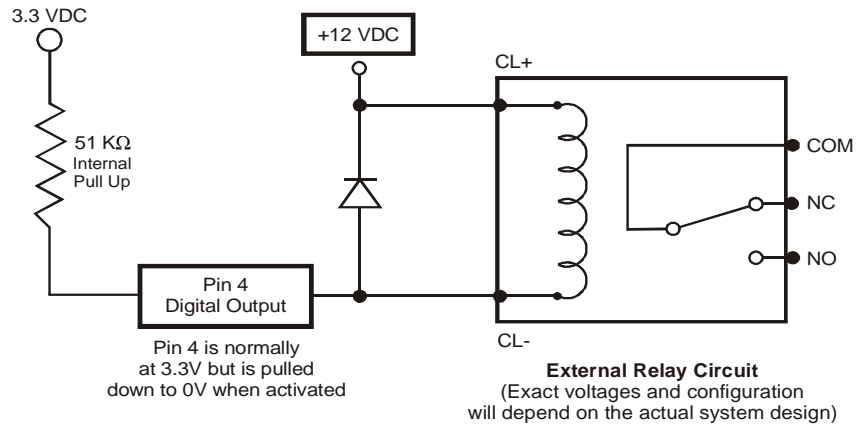 3.3 VDC
+12 VDC
CL+
51 KΩ
Internal
Pull Up
COM
NC
NO
Pin 4
Digital Output
CL-
Pin 4 is normally
at 3.3V but is pulled
down to 0V when activated
External Relay Circuit
(Exact voltages and configuration
will depend on the actual system design)